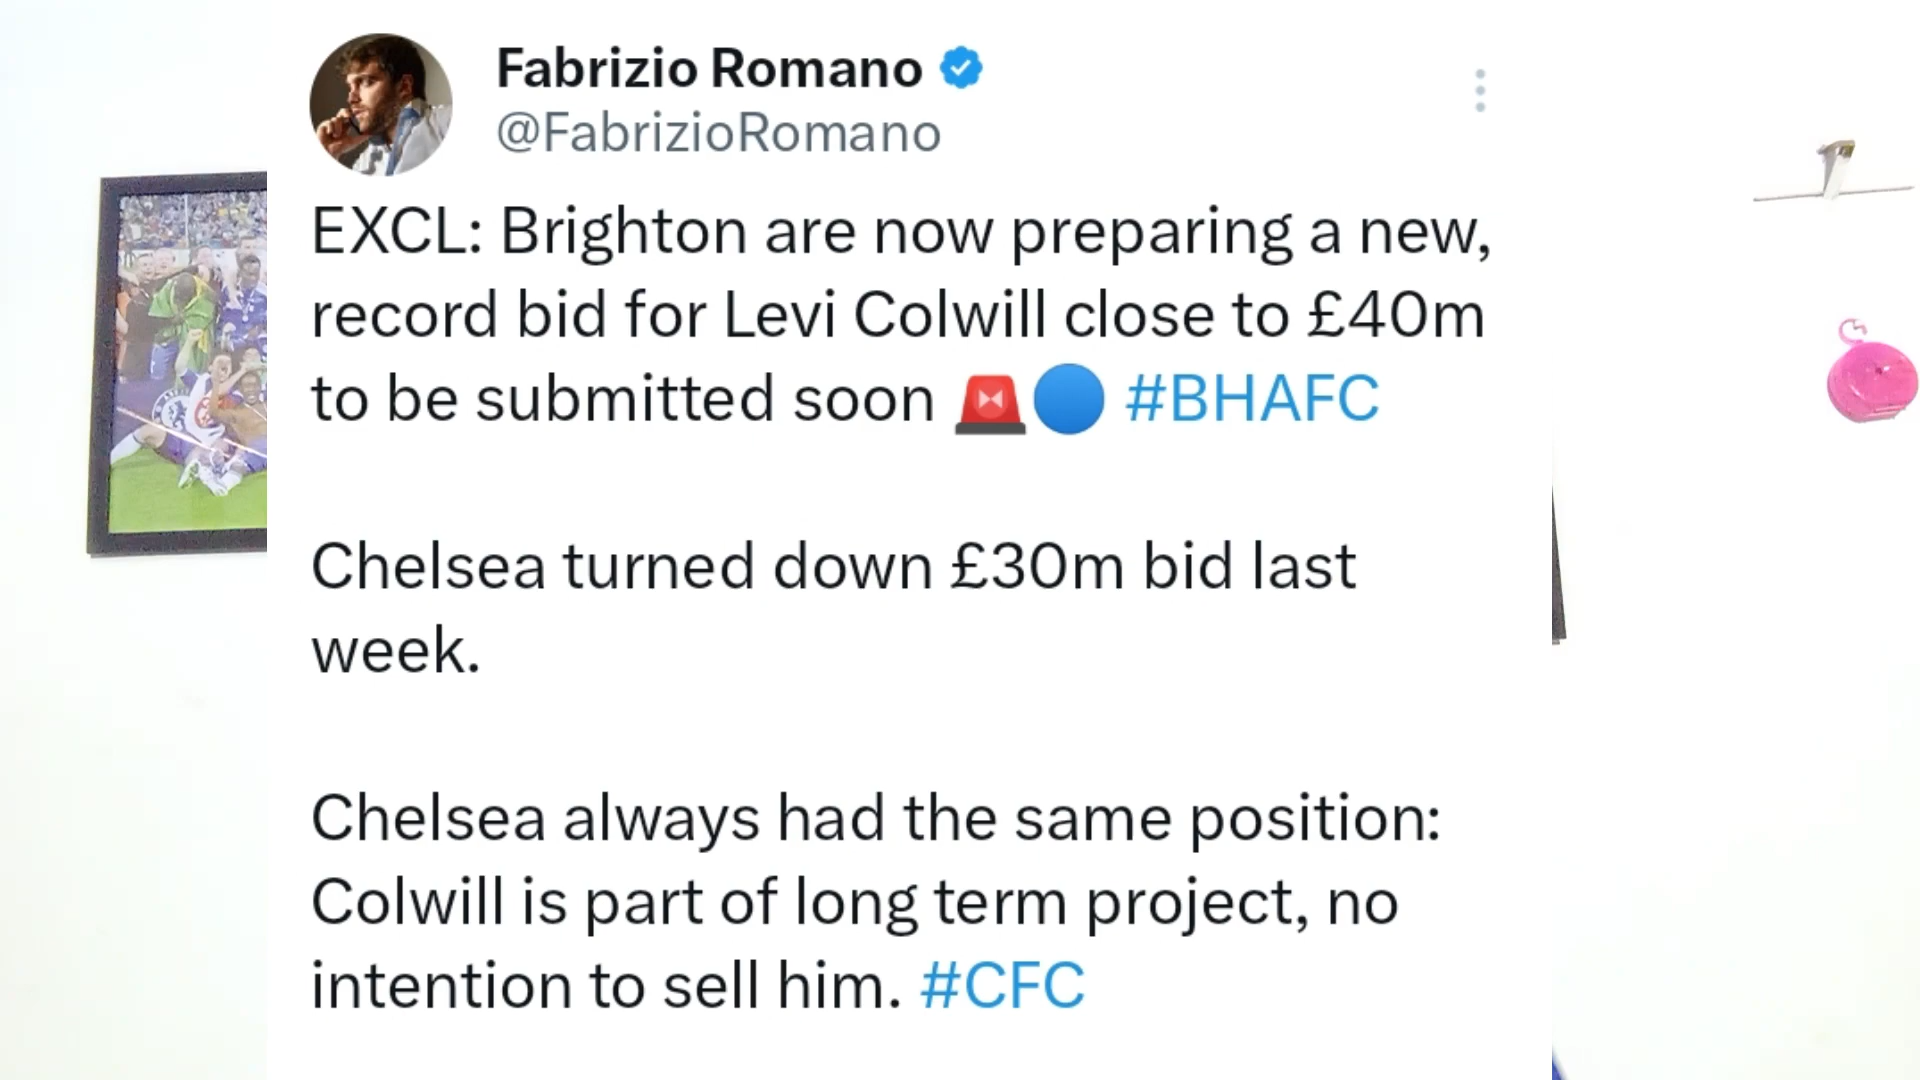 Fabrizio Romano
@FabrizioRomano
EXCL: Brighton are now preparing a new,
record bid for Levi Colwill close to £40m
to be submitted soon 🚨🔵 #BHAFC
Chelsea turned down £30m bid last
week.
Chelsea always had the same position:
Colwill is part of long term project, no
intention to sell him. #CFC